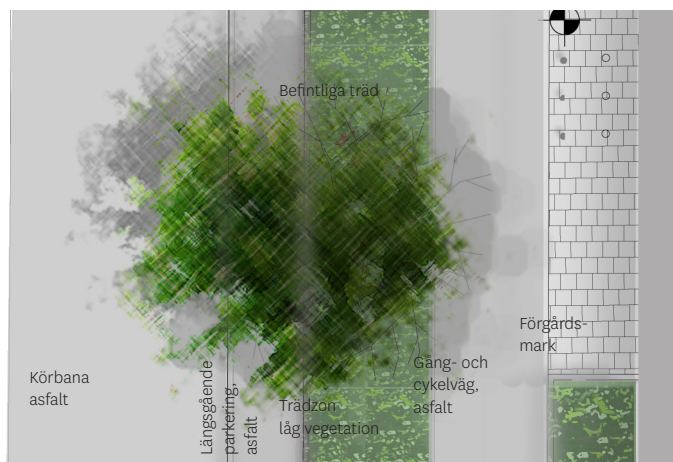 Befintliga träd
Förgårds-
mark
Körbana
asfalt
Längsgående
parkering,
asfalt
Trädzon
låg vegetation
Gång- och
cykelväg,
asfalt